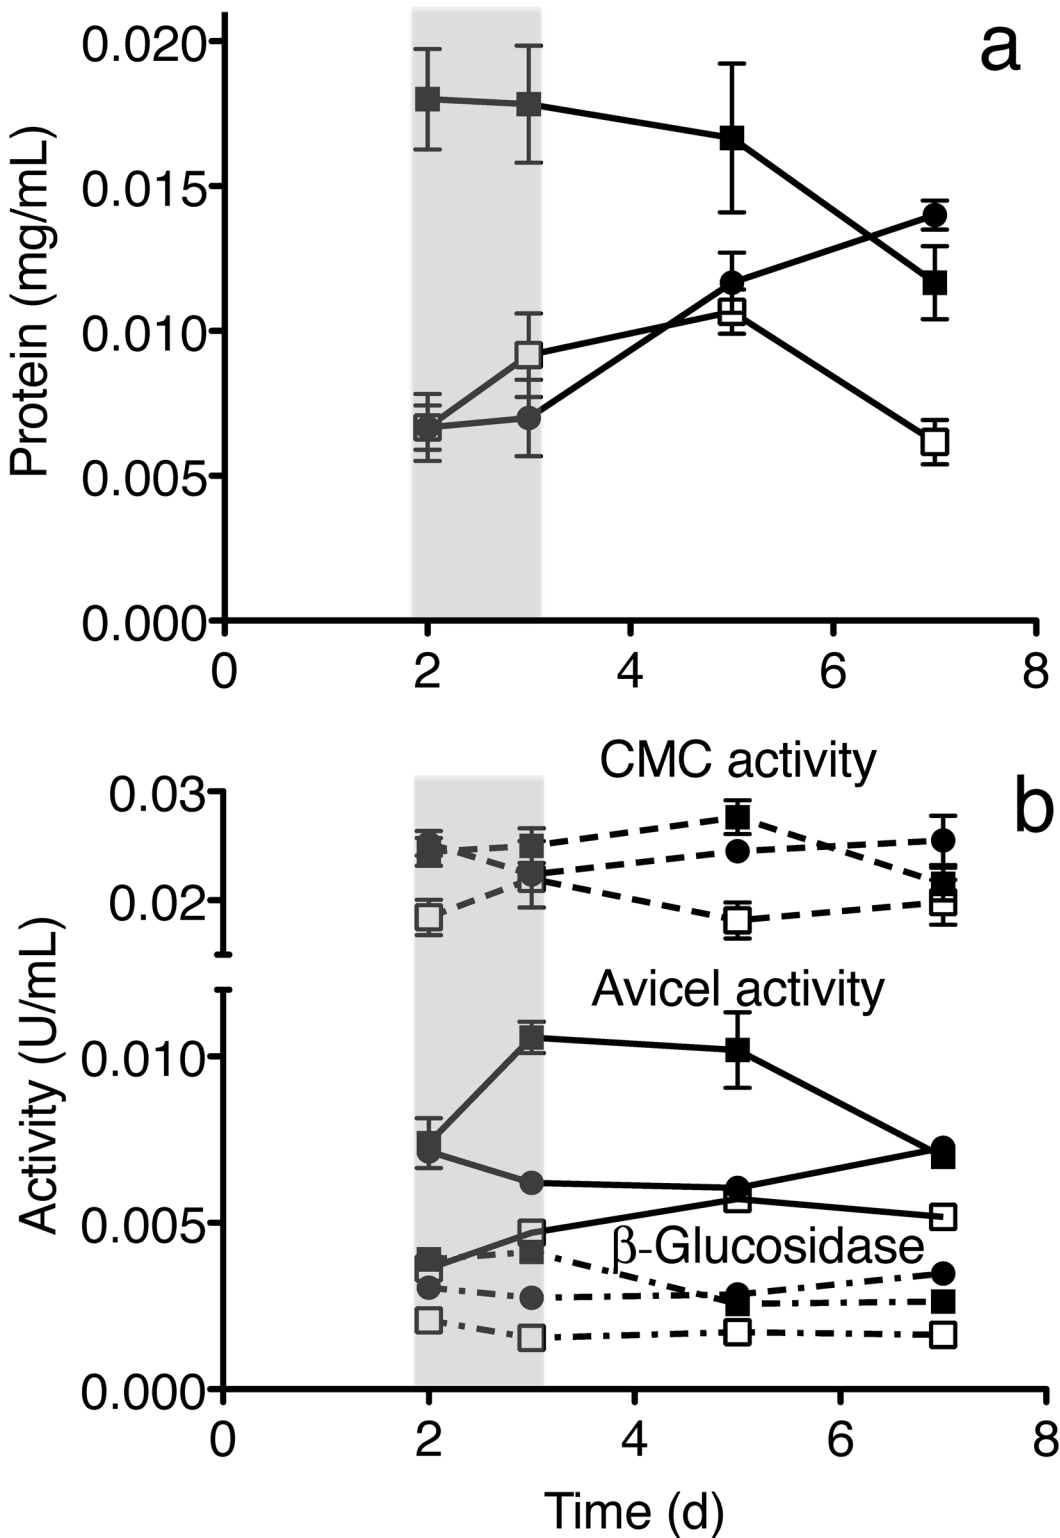 a
0.020
0.015
0.010
0.005
0.000
Protein (mg/mL)
0 2 4 6 8
CMC activity
b
0.03
0.02
Avicel activity
0.010
0.005
β-Glucosidase
0.000
Activity (U/mL)
0 2 4 6 8
Time (d)